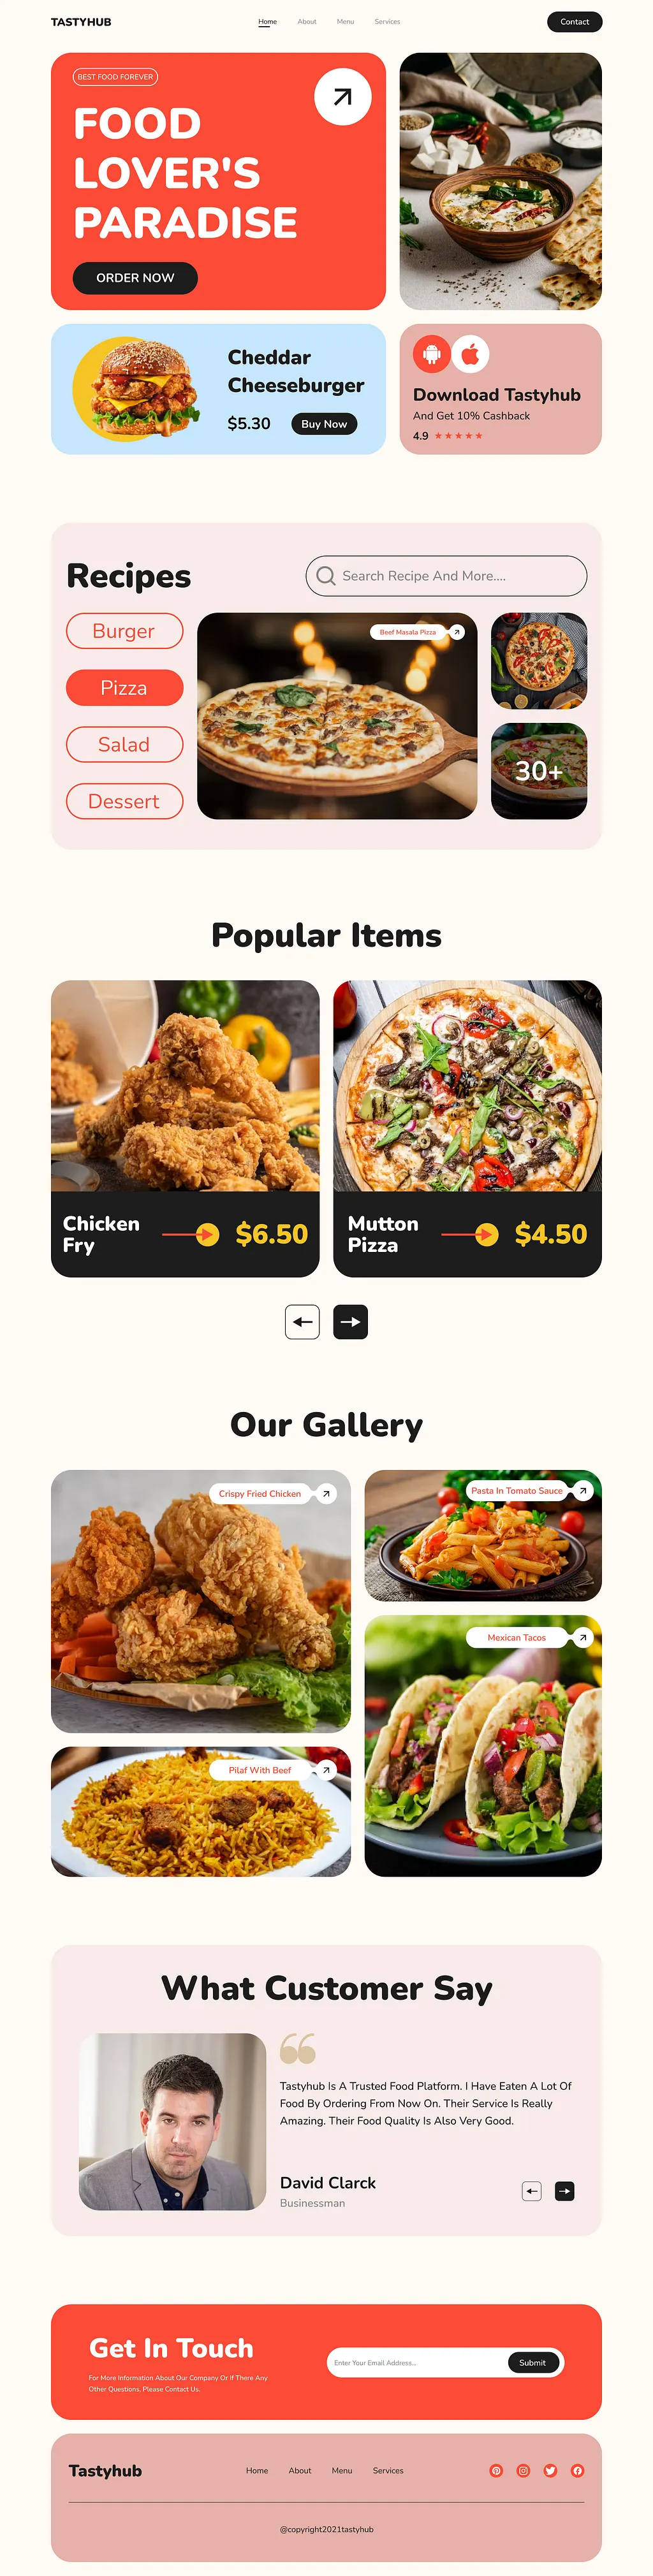 TASTYHUB
Home
About
Menu
Services
Contact
BEST FOOD FOREVER
FOOD
LOVER'S
PARADISE
ORDER NOW
Cheddar
Cheeseburger
$5.30
Buy Now
Download Tastyhub
And Get 10% Cashback
4.9
Recipes
Search Recipe And More....
Burger
Pizza
Salad
Dessert
Beef Masala Pizza
30+
Popular Items
Chicken
Fry
$6.50
Mutton
Pizza
$4.50
Our Gallery
Crispy Fried Chicken
Pasta In Tomato Sauce
Mexican Tacos
Pilaf With Beef
What Customer Say
Tastyhub Is A Trusted Food Platform. I Have Eaten A Lot Of
Food By Ordering From Now On. Their Service Is Really
Amazing. Their Food Quality Is Also Very Good.
David Clarck
Businessman
Get In Touch
For More Information About Our Company Or If There Any
Other Questions, Please Contact Us.
Enter Your Email Address...
Submit
Tastyhub
Home
About
Menu
Services
@copyright2021tastyhub